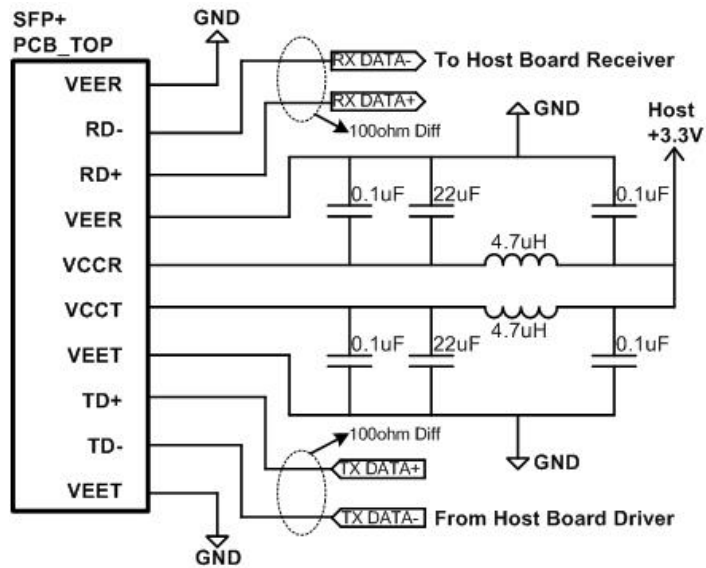 SFP+
PCB_TOP
GND
VEER
RX DATA- To Host Board Receiver
RD-
RX DATA+
100ohm Diff
GND
Host
+3.3V
RD+
0.1uF 22uF 0.1uF
VEER
4.7uH
VCCR
VCCT
4.7uH
0.1uF 22uF 0.1uF
VEET
TD+
100ohm Diff
TD-
TX DATA+
GND
VEET
TX DATA- From Host Board Driver
GND